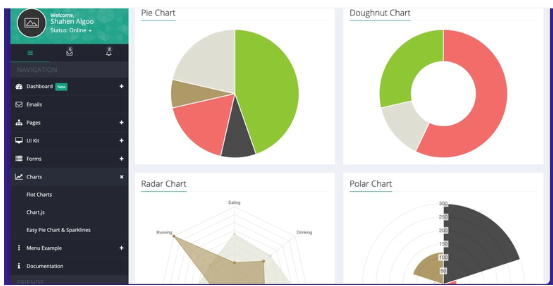 Welcome,
Shahen Algoo
Status: Online
NAVIGATION
Dashboard New
Emails
Pages
UI Kit
Forms
Charts
Flot Charts
Chart.js
Easy Pie Chart & Sparklines
Menu Example
Documentation
FRIENDS
Pie Chart
Doughnut Chart
Radar Chart
Eating
Drinking
Running
Polar Chart
300
250
200
150
100
50